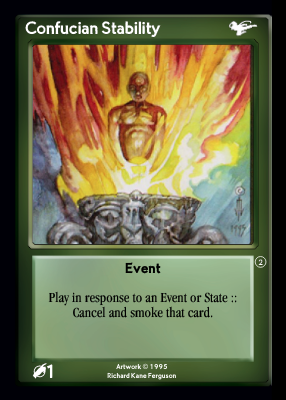 Confucian Stability
1995
Event
2
Play in response to an Event or State ::
Cancel and smoke that card.
1
Artwork © 1995
Richard Kane Ferguson